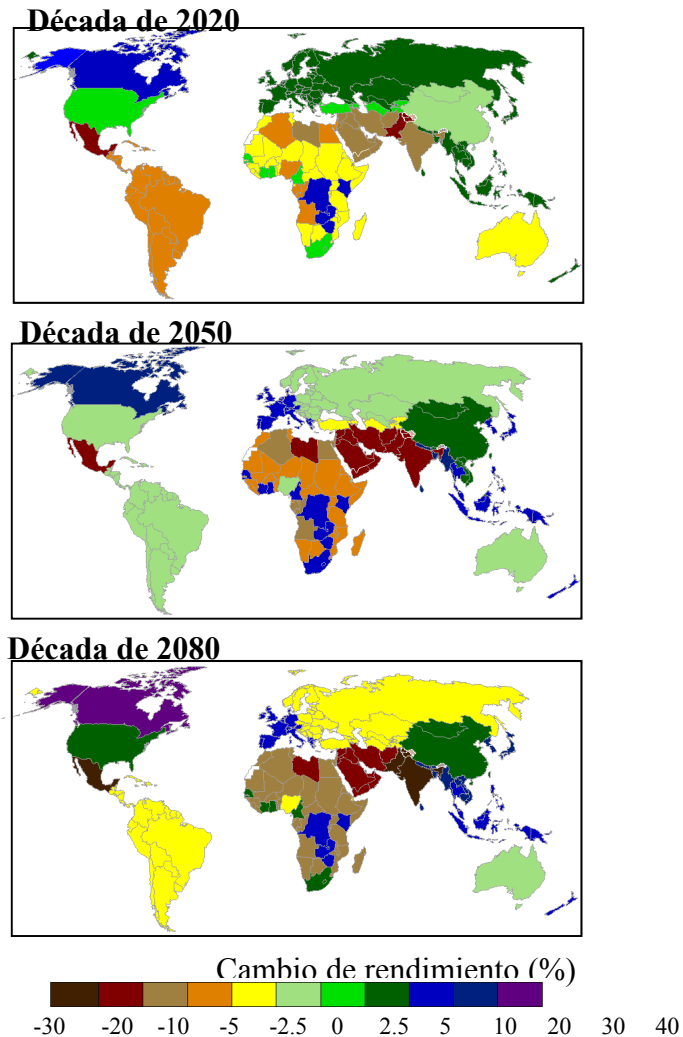 Década de 2020
Década de 2050
Década de 2080
Cambio de rendimiento (%)
-30 -20 -10 -5 -2.5 0 2.5 5 10 20 30 40